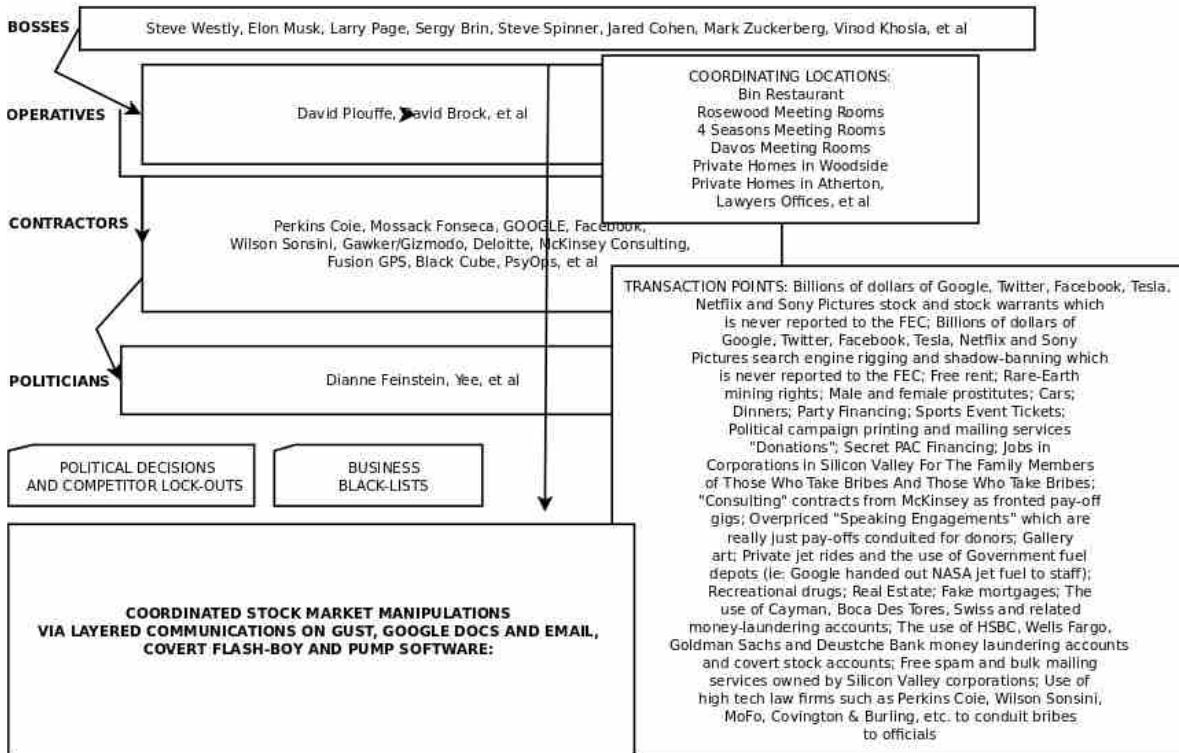 BOSSES
Steve Westly, Elon Musk, Larry Page, Sergy Brin, Steve Spinner, Jared Cohen, Mark Zuckerberg, Vinod Khosla, et al
OPERATIVES
David Plouffe, David Brock, et al
COORDINATING LOCATIONS:
Bin Restaurant
Rosewood Meeting Rooms
4 Seasons Meeting Rooms
Davos Meeting Rooms
Private Homes in Woodside
Private Homes in Atherton,
Lawyers Offices, et al
CONTRACTORS
Perkins Coie, Mossack Fonseca, GOOGLE, Facebook,
Wilson Sonsini, Gawker/Gizmodo, Deloitte, McKinsey Consulting,
Fusion GPS, Black Cube, PsyOps, et al
POLITICIANS
Dianne Feinstein, Yee, et al
TRANSACTION POINTS: Billions of dollars of Google, Twitter, Facebook, Tesla,
Netflix and Sony Pictures stock and stock warrants which
is never reported to the FEC; Billions of dollars of
Google, Twitter, Facebook, Tesla, Netflix and Sony
Pictures search engine rigging and shadow-banning which
is never reported to the FEC; Free rent; Rare-Earth
mining rights; Male and female prostitutes; Cars;
Dinners; Party Financing; Sports Event Tickets;
Political campaign printing and mailing services
"Donations"; Secret PAC Financing; Jobs in
Corporations in Silicon Valley For The Family Members
of Those Who Take Bribes And Those Who Take Bribes;
"Consulting" contracts from McKinsey as fronted pay-off
gigs; Overpriced "Speaking Engagements" which are
really just pay-offs conduited for donors; Gallery
art; Private jet rides and the use of Government fuel
depots (ie: Google handed out NASA jet fuel to staff);
Recreational drugs; Real Estate; Fake mortgages; The
use of Cayman, Boca Des Tores, Swiss and related
money-laundering accounts; The use of HSBC, Wells Fargo,
Goldman Sachs and Deustche Bank money laundering accounts
and covert stock accounts; Free spam and bulk mailing
services owned by Silicon Valley corporations; Use of
high tech law firms such as Perkins Coie, Wilson Sonsini,
MoFo, Covington & Burling, etc. to conduit bribes
to officials
POLITICAL DECISIONS
AND COMPETITOR LOCK-OUTS
BUSINESS
BLACK-LISTS
COORDINATED STOCK MARKET MANIPULATIONS
VIA LAYERED COMMUNICATIONS ON GUST, GOOGLE DOCS AND EMAIL,
COVERT FLASH-BOY AND PUMP SOFTWARE: